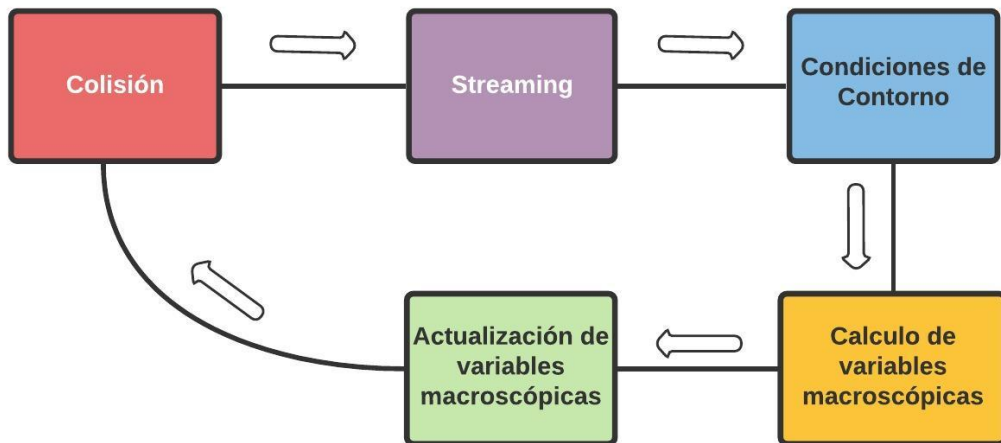 Colisión
Streaming
Condiciones de
Contorno
Actualización de
variables
macroscópicas
Calculo de
variables
macroscópicas